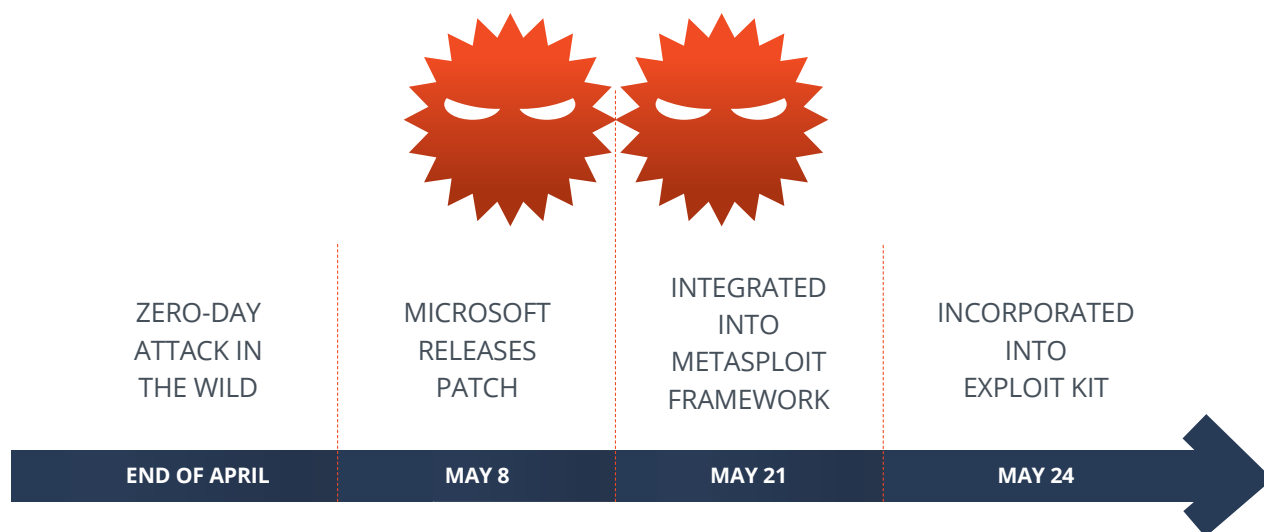 ZERO-DAY
ATTACK IN
THE WILD
MICROSOFT
RELEASES
PATCH
INTEGRATED
INTO
METASPLOIT
FRAMEWORK
INCORPORATED
INTO
EXPLOIT KIT
END OF APRIL
MAY 8
MAY 21
MAY 24